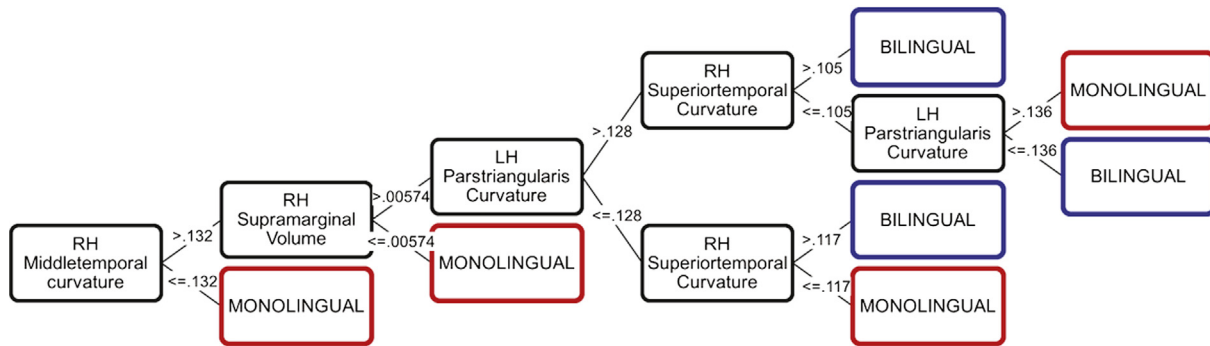 RH
Middletemporal
curvature
>.132
<=.132
RH
Supramarginal
Volume
MONOLINGUAL
>.00574
<=.00574
LH
Parstriangularis
Curvature
MONOLINGUAL
>.128
<=.128
RH
Superiortemporal
Curvature
RH
Superiortemporal
Curvature
>.105
<=.105
BILINGUAL
LH
Parstriangularis
Curvature
>.136
<=.136
MONOLINGUAL
BILINGUAL
>.117
<=.117
BILINGUAL
MONOLINGUAL